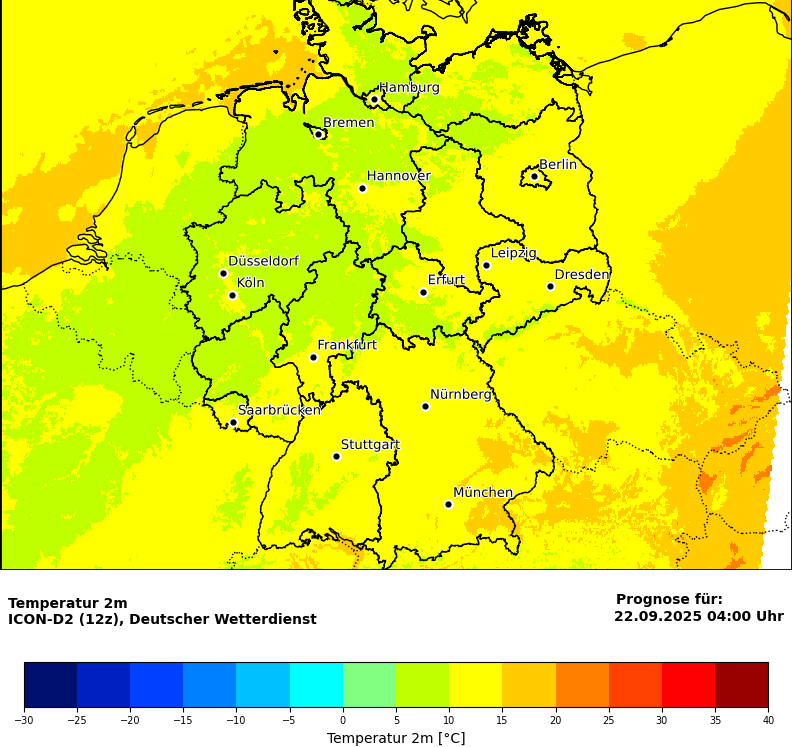 Hamburg
Bremen
Berlin
Hannover
Leipzig
Düsseldorf
Dresden
Köln
Erfurt
Frankfurt
Nürnberg
Saarbrücken
Stuttgart
München
Temperatur 2m
ICON-D2 (12z), Deutscher Wetterdienst
Prognose für:
22.09.2025 04:00 Uhr
−30 −25 −20 −15 −10 −5 0 5 10 15 20 25 30 35 40
Temperatur 2m [°C]